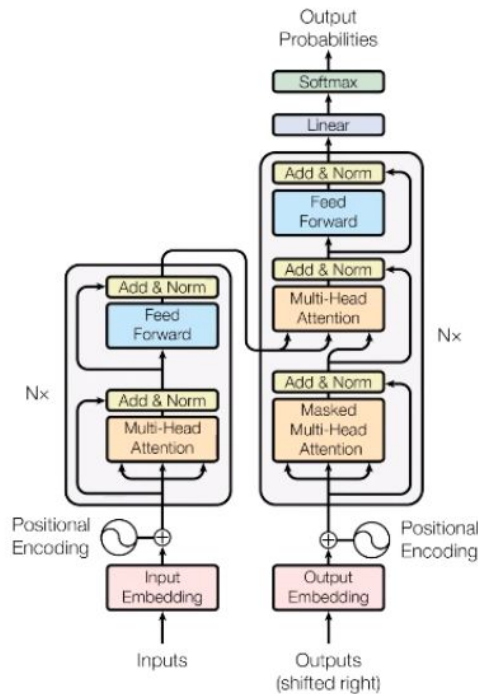 Output
Probabilities
Softmax
Linear
Add & Norm
Feed
Forward
Add & Norm
Multi-Head
Attention
Add & Norm
Masked
Multi-Head
Attention
Nx
Add & Norm
Feed
Forward
Add & Norm
Multi-Head
Attention
Nx
Positional
Encoding
Positional
Encoding
Input
Embedding
Output
Embedding
Inputs
Outputs
(shifted right)